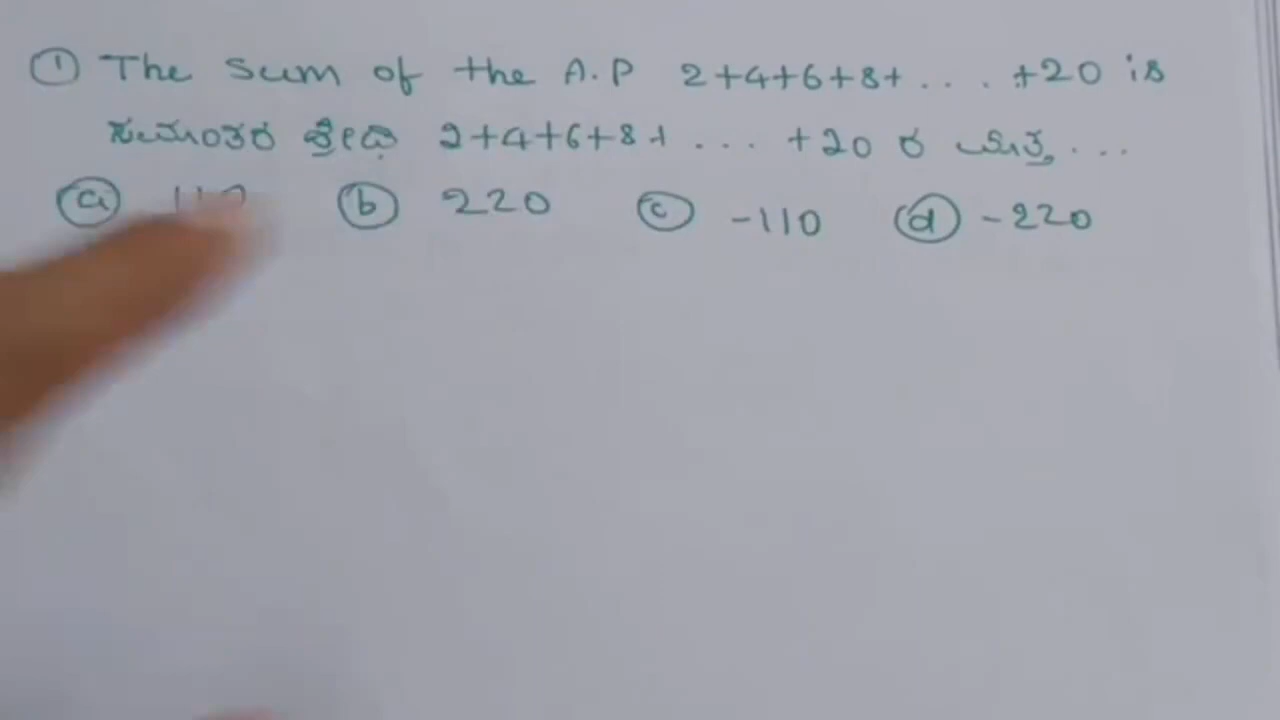 ① The Sum of the A.P 2+4+6+8+ . . . . +20 is
ಸಮಾಂತರ ಶ್ರೇಢಿ 2+4+6+8+ . . . +20 ರ ಮೊತ್ತ . . .
ⓐ 110 ⓑ 220 ⓒ -110 ⓓ -220